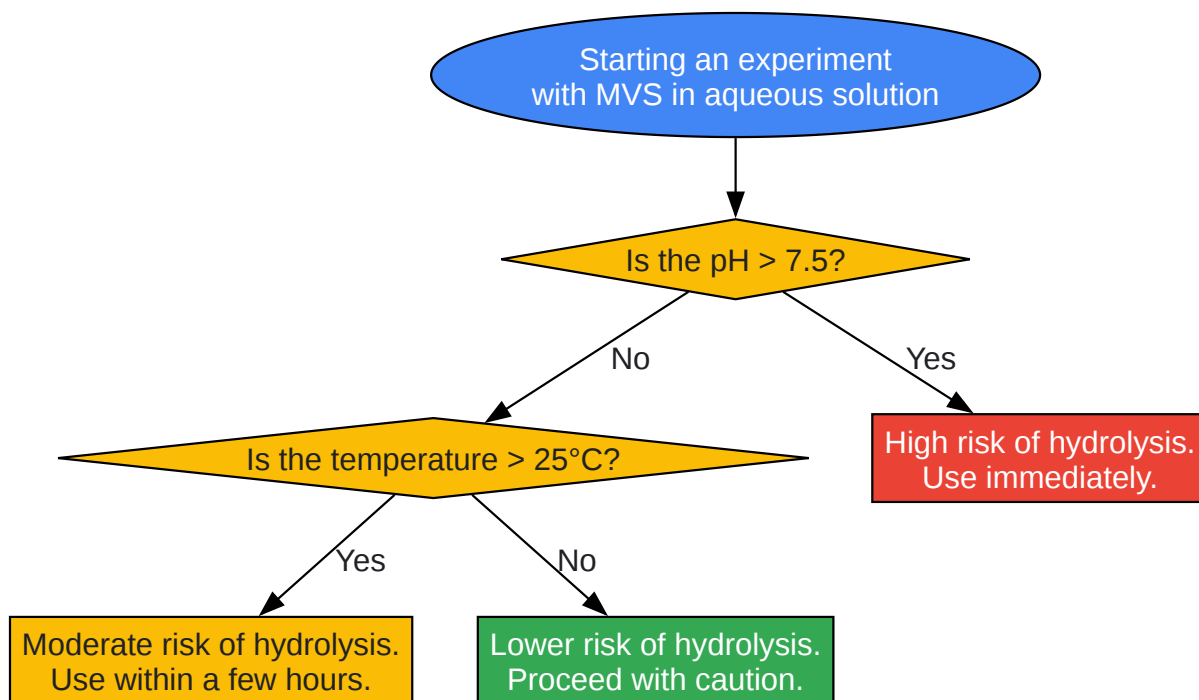 Starting an experiment
with MVS in aqueous solution
Is the pH > 7.5?
No
Yes
Is the temperature > 25°C?
High risk of hydrolysis.
Use immediately.
Yes
No
Moderate risk of hydrolysis.
Use within a few hours.
Lower risk of hydrolysis.
Proceed with caution.